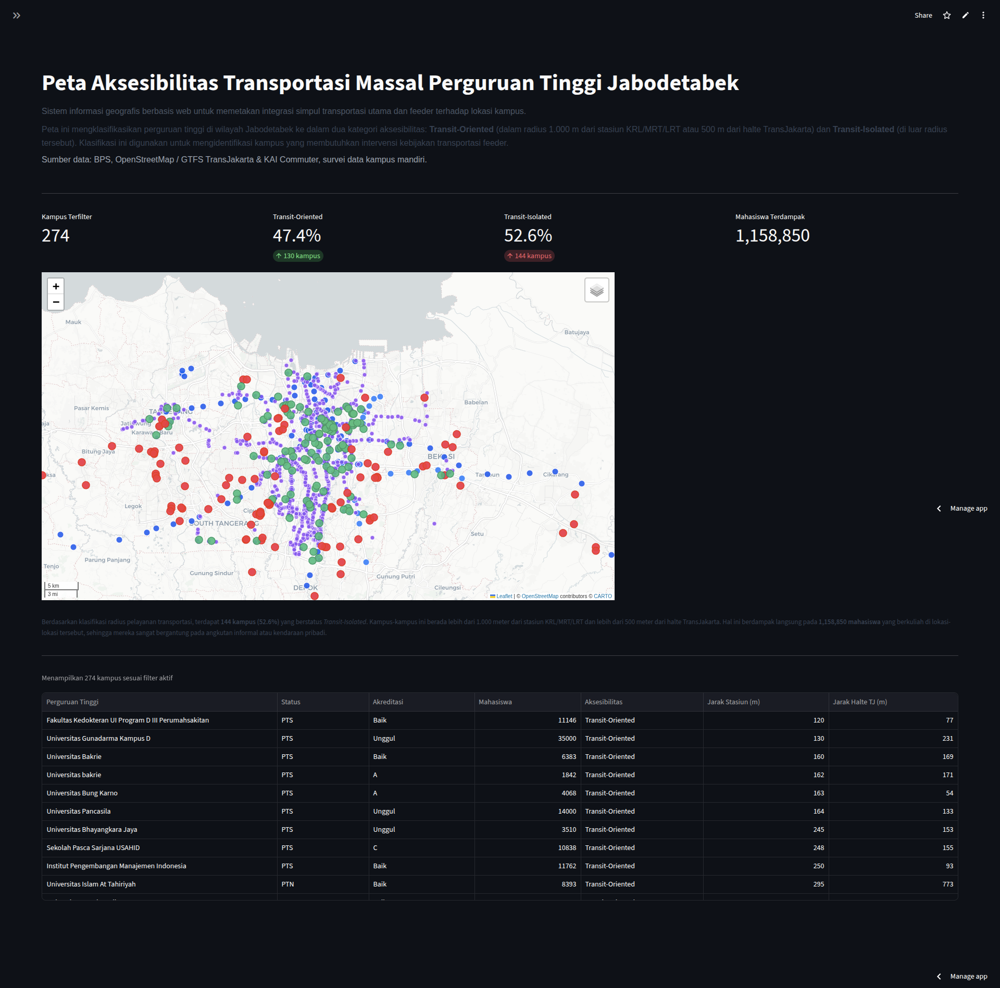 Share
Peta Aksesibilitas Transportasi Massal Perguruan Tinggi Jabodetabek
Sistem informasi geografis berbasis web untuk memetakan integrasi simpul transportasi utama dan feeder terhadap lokasi kampus.
Peta ini mengklasifikasikan perguruan tinggi di wilayah Jabodetabek ke dalam dua kategori aksesibilitas: Transit-Oriented (dalam radius 1.000 m dari stasiun KRL/MRT/LRT atau 500 m dari halte TransJakarta) dan Transit-Isolated (di luar radius
tersebut). Klasifikasi ini digunakan untuk mengidentifikasi kampus yang membutuhkan intervensi kebijakan transportasi feeder.
Sumber data: BPS, OpenStreetMap / GTFS TransJakarta & KAI Commuter, survei data kampus mandiri.
Kampus Terfilter Transit-Oriented Transit-Isolated Mahasiswa Terdampak
274 47.4% 52.6% 1,158,850
↑ 130 kampus ↑ 144 kampus
+
−
Mauk
Batujaya
Babelan
Pasar Kemis
Karawa Baru
Bitung Jaya
BEKASI
Cikarang
Legok
SOUTH TANGERANG
Setu
Parung Panjang
Tenjo
Gunung Sindur
Gunung Putri
Cileungsi
5 km
3 mi
Leaflet | © OpenStreetMap contributors © CARTO
Manage app
Berdasarkan klasifikasi radius pelayanan transportasi, terdapat 144 kampus (52.6%) yang berstatus Transit-Isolated. Kampus-kampus ini berada lebih dari 1.000 meter dari stasiun KRL/MRT/LRT dan lebih dari 500 meter dari halte TransJakarta. Hal ini berdampak langsung pada 1,158,850 mahasiswa yang berkuliah di lokasi-
lokasi tersebut, sehingga mereka sangat bergantung pada angkutan informal atau kendaraan pribadi.
Menampilkan 274 kampus sesuai filter aktif
Perguruan Tinggi Status Akreditasi Mahasiswa Aksesibilitas Jarak Stasiun (m) Jarak Halte TJ (m)
Fakultas Kedokteran UI Program D III Perumahsakitan PTS Baik 11146 Transit-Oriented 120 77
Universitas Gunadarma Kampus D PTS Unggul 35000 Transit-Oriented 130 231
Universitas Bakrie PTS Baik 6383 Transit-Oriented 160 169
Universitas bakrie PTS A 1842 Transit-Oriented 162 171
Universitas Bung Karno PTS A 4068 Transit-Oriented 163 54
Universitas Pancasila PTS Unggul 14000 Transit-Oriented 164 133
Universitas Bhayangkara Jaya PTS Unggul 3510 Transit-Oriented 245 153
Sekolah Pasca Sarjana USAHID PTS C 10838 Transit-Oriented 248 155
Institut Pengembangan Manajemen Indonesia PTS Baik 11762 Transit-Oriented 250 93
Universitas Islam At Tahiriyah PTN Baik 8393 Transit-Oriented 295 773
Manage app